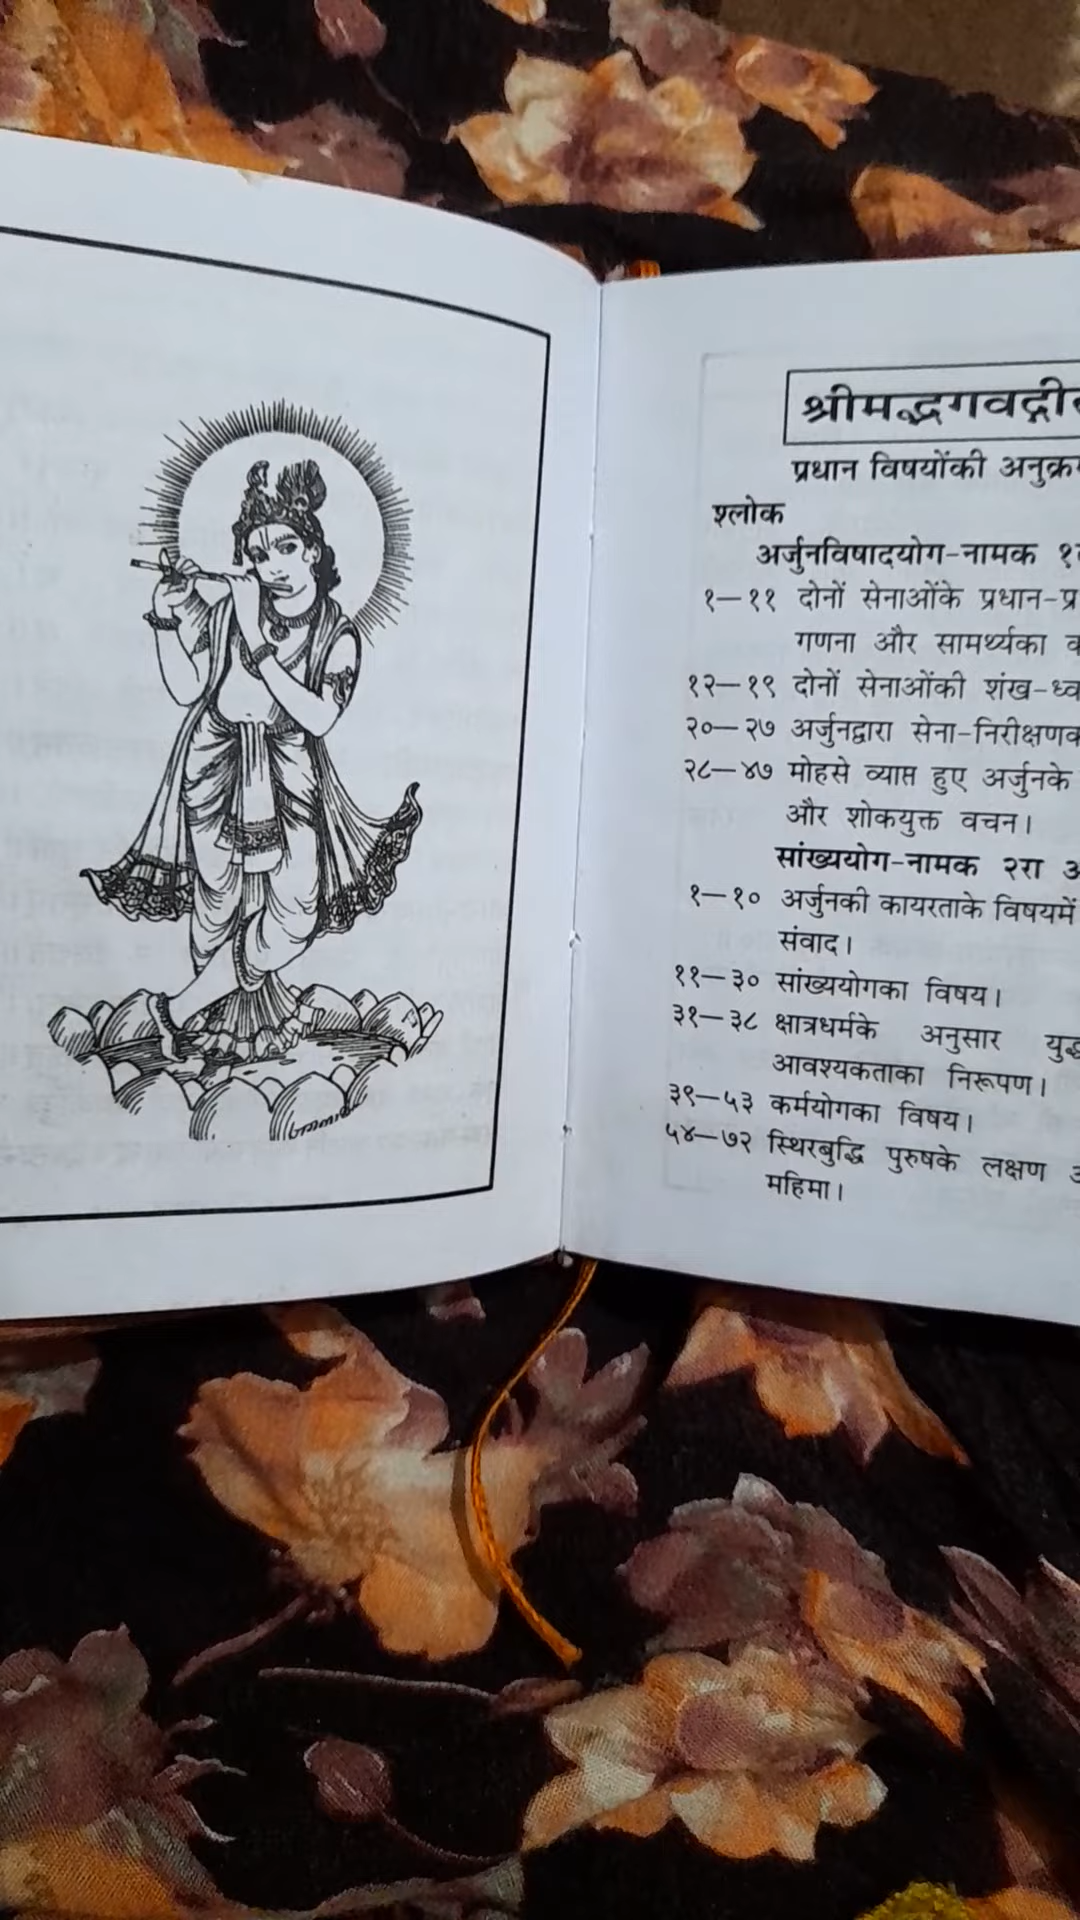 श्रीमद्भगवद्गी
प्रधान विषयोंकी
श्लोक
अर्जुनविषादयोग-नामक
१—११ दोनों सेनाओंके प्रधान-प्र
गणना और सामर्थ्यका
१२—१९ दोनों सेनाओंकी शंख-ध्व
२०—२७ अर्जुनद्वारा सेना-निरीक्षण
२८—४७ मोहसे व्याप्त हुए अर्जुनके
और शोकयुक्त वचन।
सांख्ययोग-नामक २रा
१—१० अर्जुनकी कायरताके विषयमें
संवाद।
११—३० सांख्ययोगका विषय।
३१—३८ क्षात्रधर्मके अनुसार युद्ध
आवश्यकताका निरूपण।
३९—५३ कर्मयोगका विषय।
५४—७२ स्थिरबुद्धि पुरुषके लक्षण
महिमा।